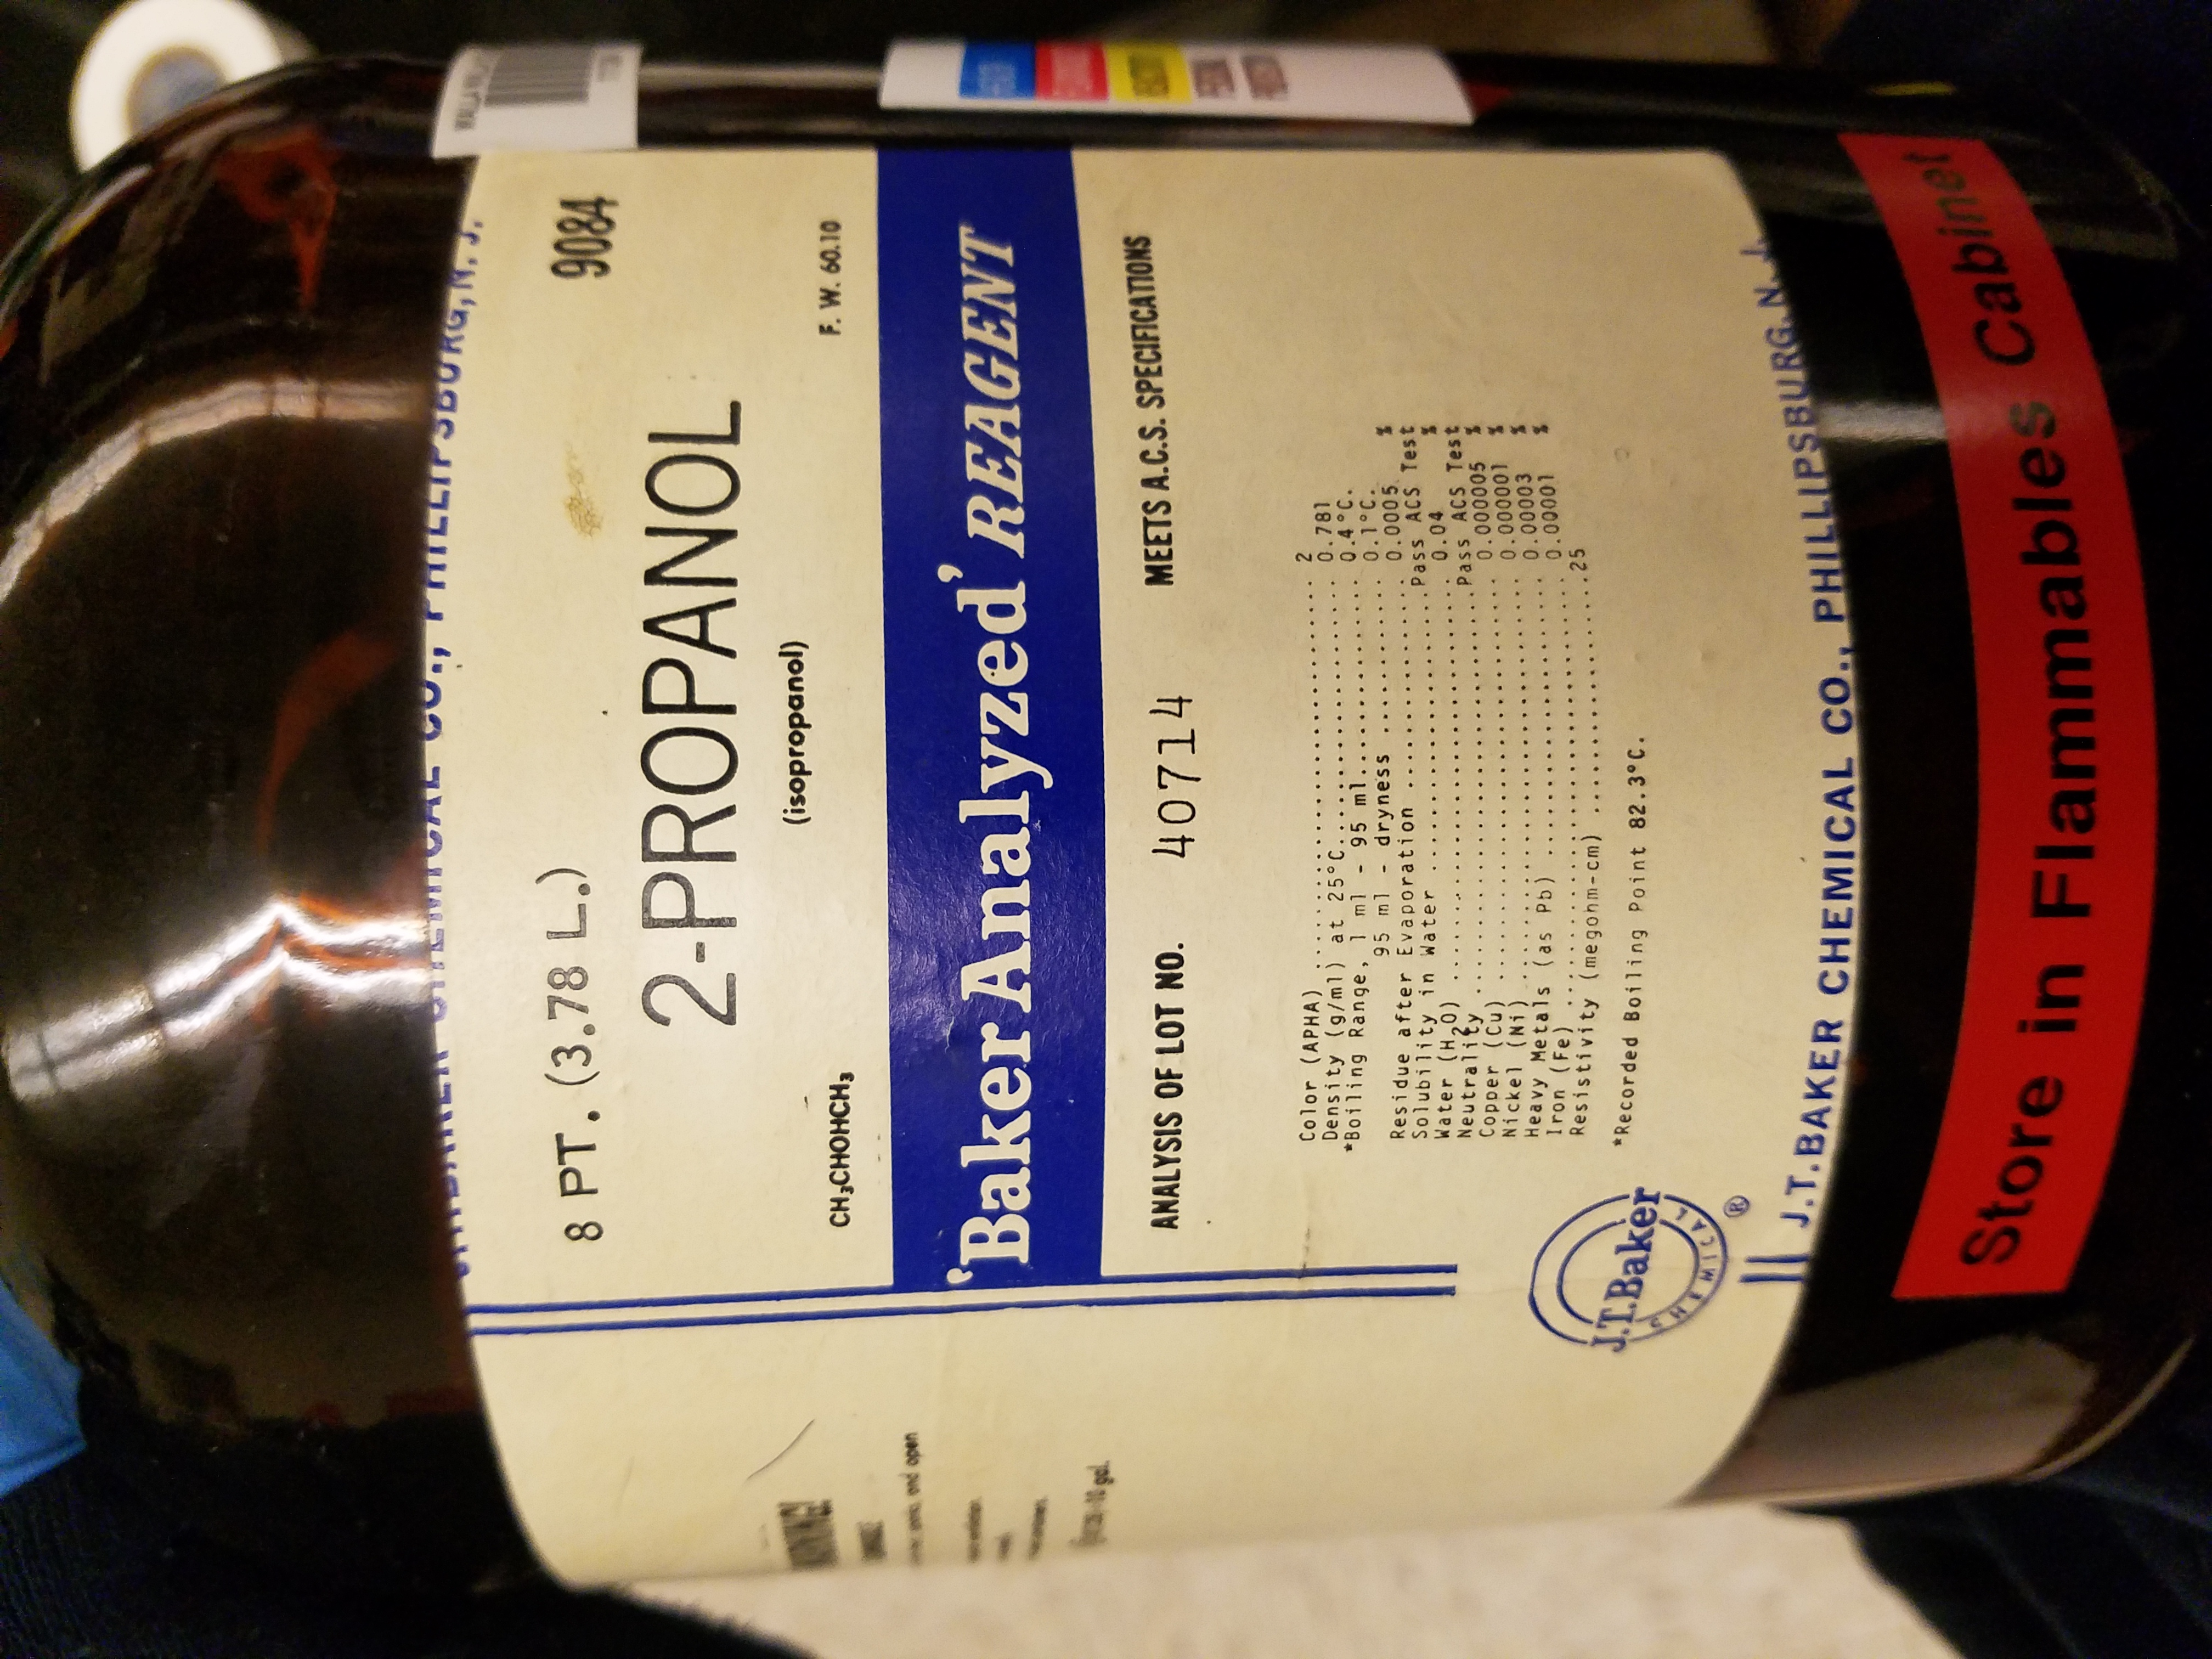 J.T.BAKER CHEMICAL CO., PHILLIPSBURG, N. J.
8 PT. (3.78 L.)
9084
2-PROPANOL
(isopropanol)
CH₃CHOHCH₃
F. W. 60.10
'Baker Analyzed' REAGENT
ANALYSIS OF LOT NO. 40714 MEETS A.C.S. SPECIFICATIONS
Color (APHA) ................................ 2
Density (g/ml) at 25°C...................... 0.781
*Boiling Range, 1 ml - 95 ml................ 0.4°C.
95 ml - dryness ............. 0.1°C.
Residue after Evaporation .................. 0.0005 %
Solubility in Water .......................Pass ACS Test
Water (H₂O) ................................. 0.04 %
Neutrality .................................Pass ACS Test
Copper (Cu) ................................. 0.000005 %
Nickel (Ni) ................................. 0.000001 %
Heavy Metals (as Pb) ....................... 0.00003 %
Iron (Fe) ................................... 0.00001 %
Resistivity (megohm-cm) ...................25
*Recorded Boiling Point 82.3°C.
J.T.Baker
CHEMICAL
®
J.T.BAKER CHEMICAL CO., PHILLIPSBURG, N. J.
Store in Flammables Cabinet
and open
10 gal.